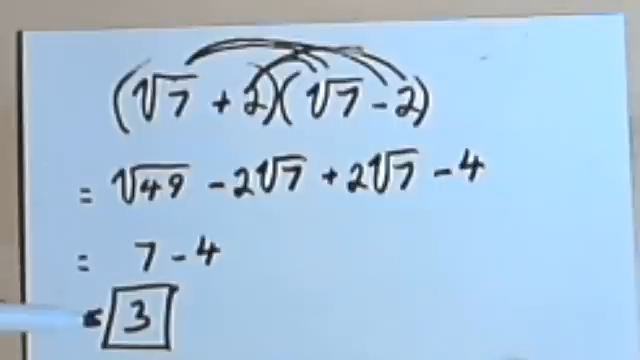 (√7 + 2)(√7 - 2)
= √49 - 2√7 + 2√7 - 4
= 7 - 4
= 3